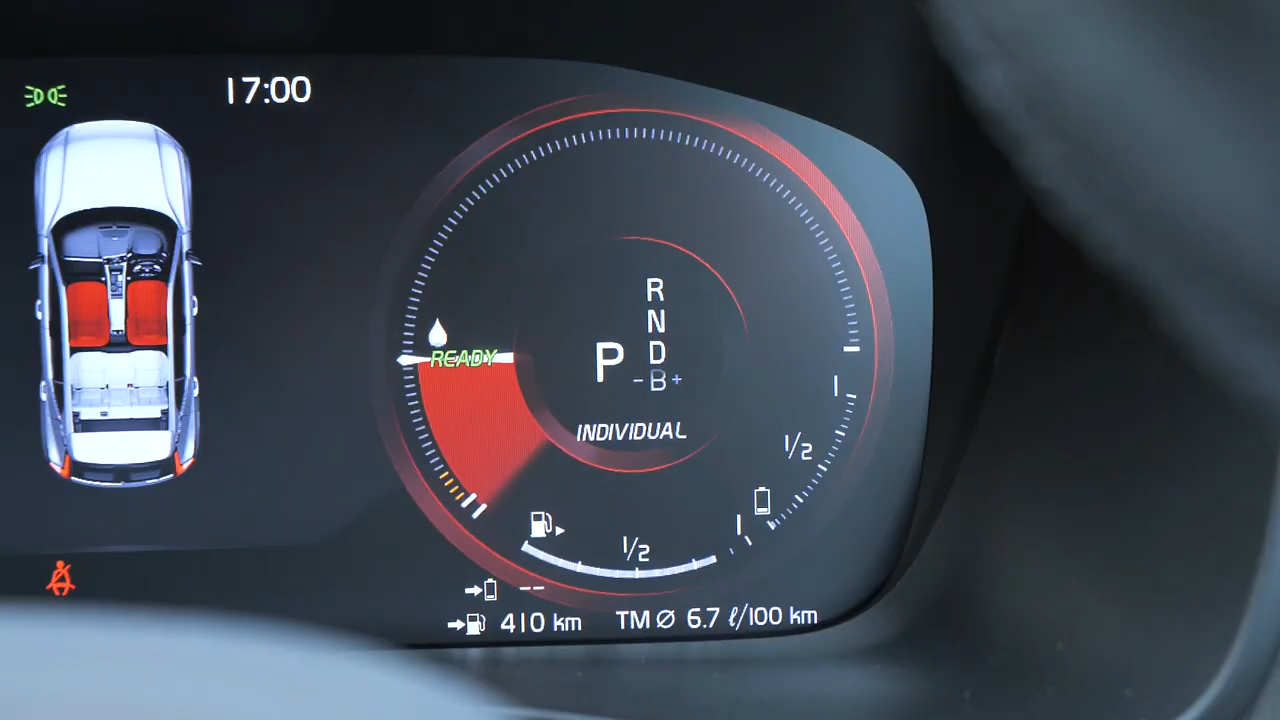 17:00
R
N
D
P
-B+
READY
INDIVIDUAL
1
1/2
1/2
1
--
410 km
TM Ø 6.7 ℓ/100 km